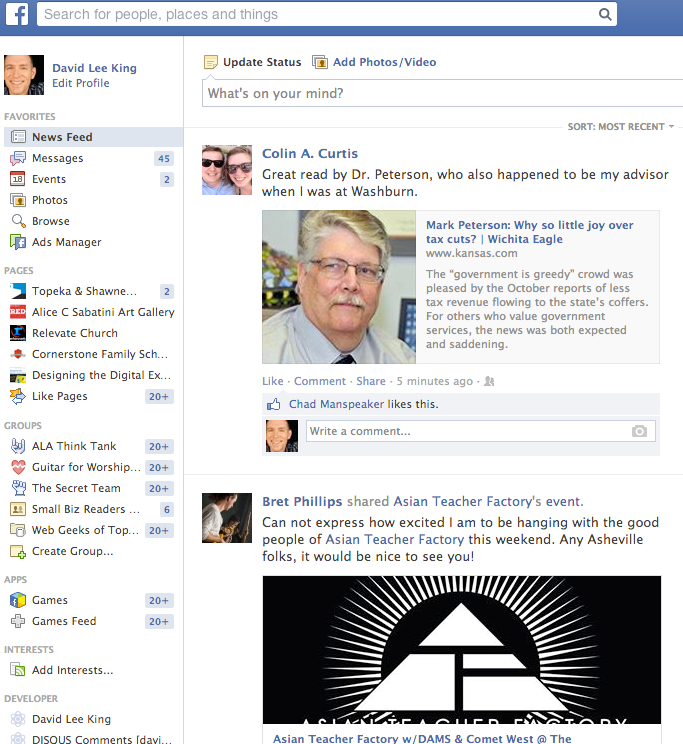 f
Search for people, places and things
David Lee King
Edit Profile
FAVORITES
News Feed
Messages 45
18 Events 2
Photos
Browse
Ads Manager
PAGES
Topeka & Shawne... 2
RED Alice C Sabatini Art Gallery
Relevate Church
Cornerstone Family Sch...
Designing the Digital Ex...
Like Pages 20+
GROUPS
ALA Think Tank 20+
Guitar for Worship... 20+
The Secret Team 20+
Small Biz Readers ... 6
Web Geeks of Top... 20+
Create Group...
APPS
Games 20+
Games Feed 20+
INTERESTS
Add Interests...
DEVELOPER
David Lee King
DISQUS Comments [davi...
Update Status Add Photos/Video
What's on your mind?
SORT: MOST RECENT
Colin A. Curtis
Great read by Dr. Peterson, who also happened to be my advisor
when I was at Washburn.
Mark Peterson: Why so little joy over
tax cuts? | Wichita Eagle
www.kansas.com
The “government is greedy” crowd was
pleased by the October reports of less
tax revenue flowing to the state’s coffers.
For others who value government
services, the news was both expected
and saddening.
Like · Comment · Share · 5 minutes ago ·
Chad Manspeaker likes this.
Write a comment...
Bret Phillips shared Asian Teacher Factory's event.
Can not express how excited I am to be hanging with the good
people of Asian Teacher Factory this weekend. Any Asheville
folks, it would be nice to see you!
ASIAN TEACHER FACTORY
Asian Teacher Factory w/DAMS & Comet West @ The